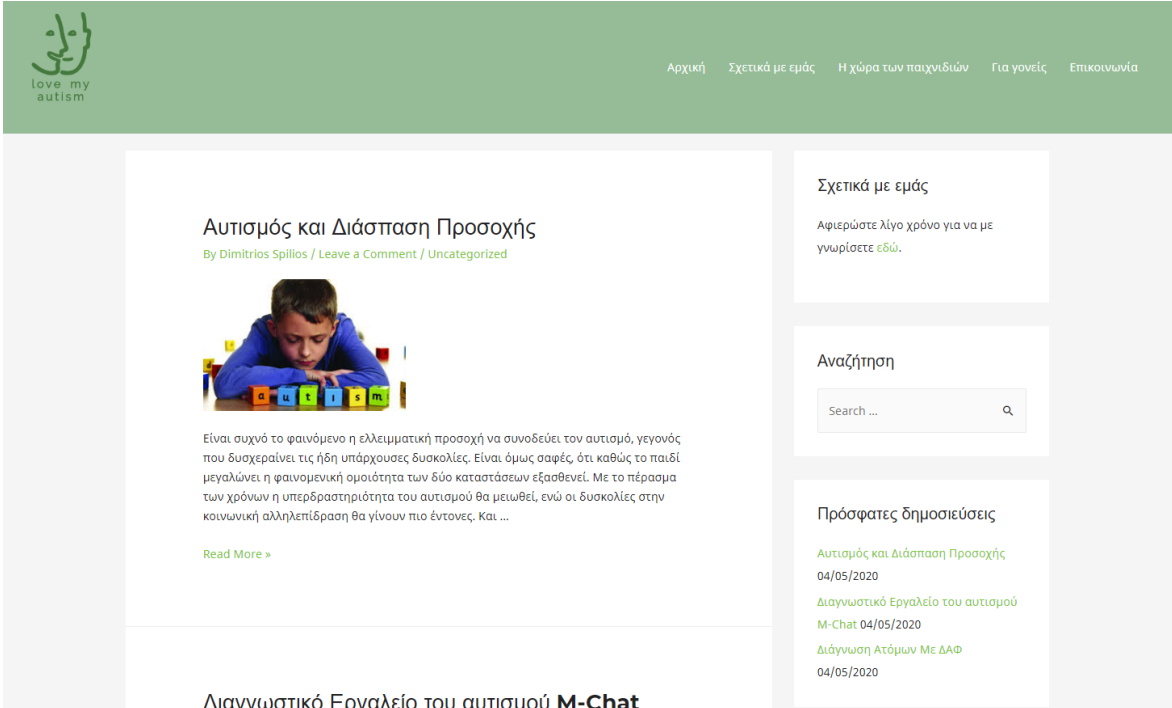 love my
autism
Αρχική Σχετικά με εμάς Η χώρα των παιχνιδιών Για γονείς Επικοινωνία
Αυτισμός και Διάσπαση Προσοχής
By Dimitrios Spilios / Leave a Comment / Uncategorized
a u t i s m
Είναι συχνό το φαινόμενο η ελλειμματική προσοχή να συνοδεύει τον αυτισμό, γεγονός
που δυσχεραίνει τις ήδη υπάρχουσες δυσκολίες. Είναι όμως σαφές, ότι καθώς το παιδί
μεγαλώνει η φαινομενική ομοιότητα των δύο καταστάσεων εξασθενεί. Με το πέρασμα
των χρόνων η υπερδραστηριότητα του αυτισμού θα μειωθεί, ενώ οι δυσκολίες στην
κοινωνική αλληλεπίδραση θα γίνουν πιο έντονες. Και ...
Read More »
Διαγνωστικό Εργαλείο του αυτισμού M-Chat
Σχετικά με εμάς
Αφιερώστε λίγο χρόνο για να με
γνωρίσετε εδώ.
Αναζήτηση
Search ...
Πρόσφατες δημοσιεύσεις
Αυτισμός και Διάσπαση Προσοχής
04/05/2020
Διαγνωστικό Εργαλείο του αυτισμού
M-Chat 04/05/2020
Διάγνωση Ατόμων Με ΔΑΦ
04/05/2020